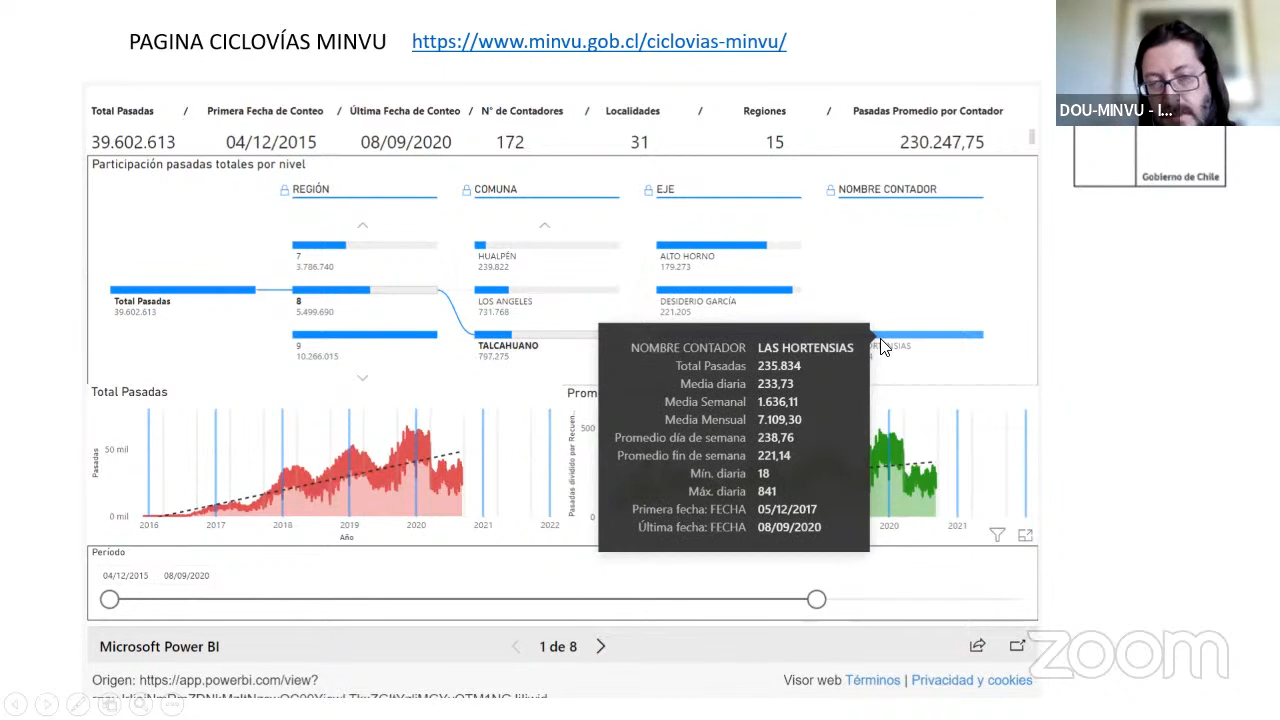 PAGINA CICLOVÍAS MINVU https://www.minvu.gob.cl/ciclovias-minvu/
DOU-MINVU - I...
Gobierno de Chile
Total Pasadas / Primera Fecha de Conteo / Última Fecha de Conteo / N° de Contadores / Localidades / Regiones / Pasadas Promedio por Contador
39.602.613 04/12/2015 08/09/2020 172 31 15 230.247,75
Participación pasadas totales por nivel
REGIÓN COMUNA EJE NOMBRE CONTADOR
7 HUALPÉN ALTO HORNO
3.786.740 239.822 179.273
Total Pasadas 8 LOS ANGELES DESIDERIO GARCÍA
39.602.613 5.499.690 731.768 221.205
9 TALCAHUANO
10.266.015 797.275
NOMBRE CONTADOR LAS HORTENSIAS
Total Pasadas 235.834
Media diaria 233,73
Media Semanal 1.636,11
Media Mensual 7.109,30
Promedio día de semana 238,76
Promedio fin de semana 221,14
Mín. diaria 18
Máx. diaria 841
Primera fecha: FECHA 05/12/2017
Última fecha: FECHA 08/09/2020
Total Pasadas
Pasadas
50 mil
0 mil
2016 2017 2018 2019 2020 2021 2022
Año
Prom
Pasadas dividido por Recuen...
500
0
2020 2021
Período
04/12/2015 08/09/2020
Microsoft Power BI 1 de 8
Origen: https://app.powerbi.com/view?
Visor web Términos | Privacidad y cookies
zoom